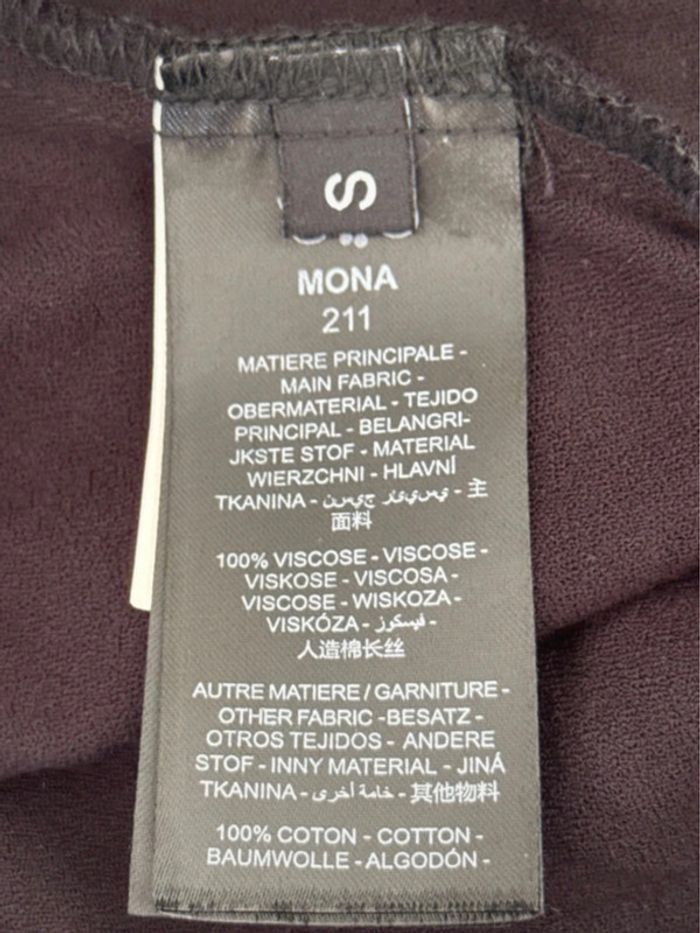 S
MONA
211
MATIERE PRINCIPALE -
MAIN FABRIC -
OBERMATERIAL - TEJIDO
PRINCIPAL - BELANGRI-
JKSTE STOF - MATERIAL
WIERZCHNI - HLAVNÍ
TKANINA - - 主
面料
100% VISCOSE - VISCOSE -
VISKOSE - VISCOSA -
VISCOSE - WISKOZA -
VISKÓZA - فيسكوز -
人造棉长丝
AUTRE MATIERE / GARNITURE -
OTHER FABRIC -BESATZ -
OTROS TEJIDOS - ANDERE
STOF - INNY MATERIAL - JINÁ
TKANINA - خامة أخرى - 其他物料
100% COTON - COTTON -
BAUMWOLLE - ALGODÓN -